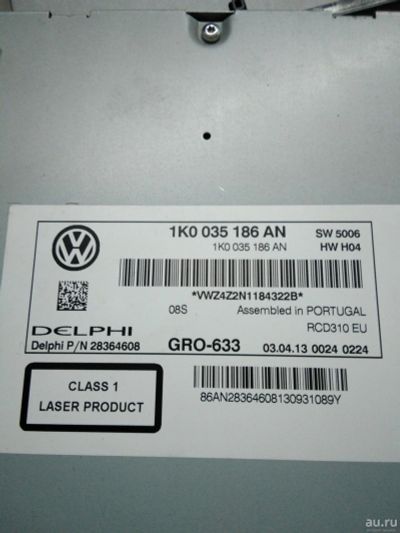 1K0 035 186 AN SW 5006
1K0 035 186 AN HW H04
*VWZ4Z2N1184322B*
08S Assembled in PORTUGAL
RCD310 EU
DELPHI
Delphi P/N 28364608 GRO-633 03.04.13 0024 0224
CLASS 1
LASER PRODUCT
86AN28364608130931089Y
au.ru